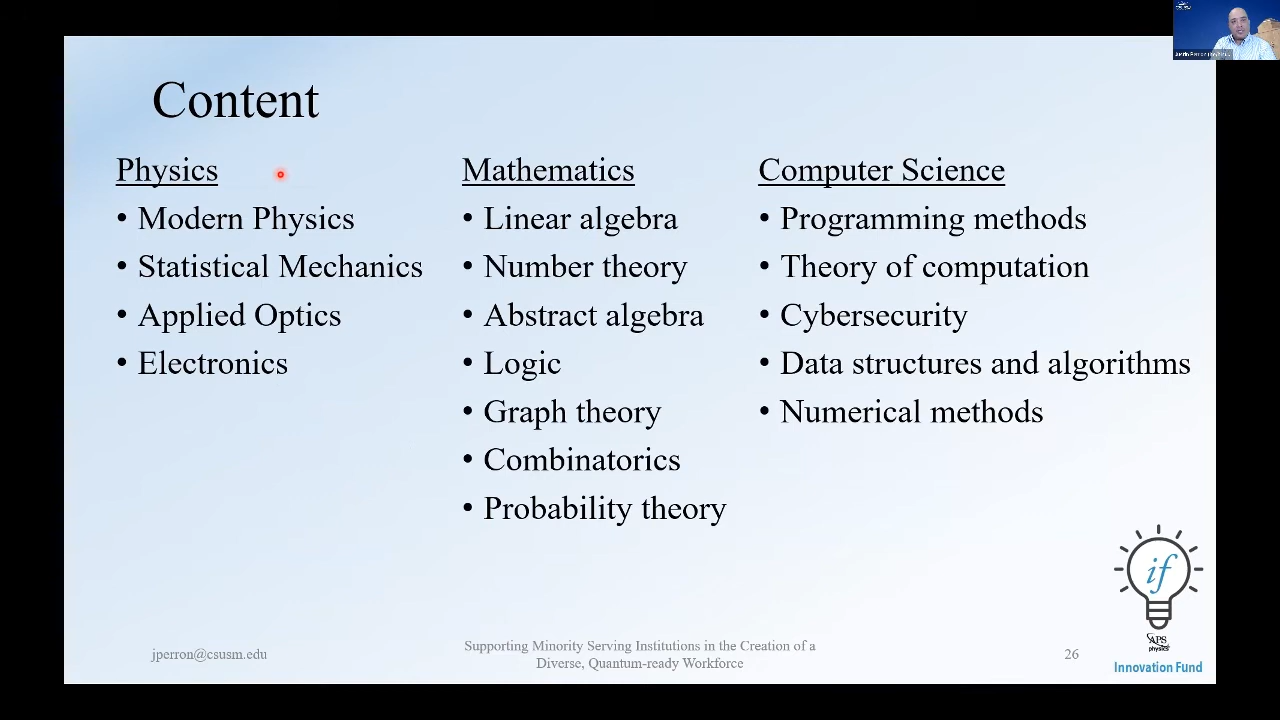 Content
Physics
• Modern Physics
• Statistical Mechanics
• Applied Optics
• Electronics
Mathematics
• Linear algebra
• Number theory
• Abstract algebra
• Logic
• Graph theory
• Combinatorics
• Probability theory
Computer Science
• Programming methods
• Theory of computation
• Cybersecurity
• Data structures and algorithms
• Numerical methods
if
APS
physics
Innovation Fund
jperron@csusm.edu
Supporting Minority Serving Institutions in the Creation of a
Diverse, Quantum-ready Workforce
26